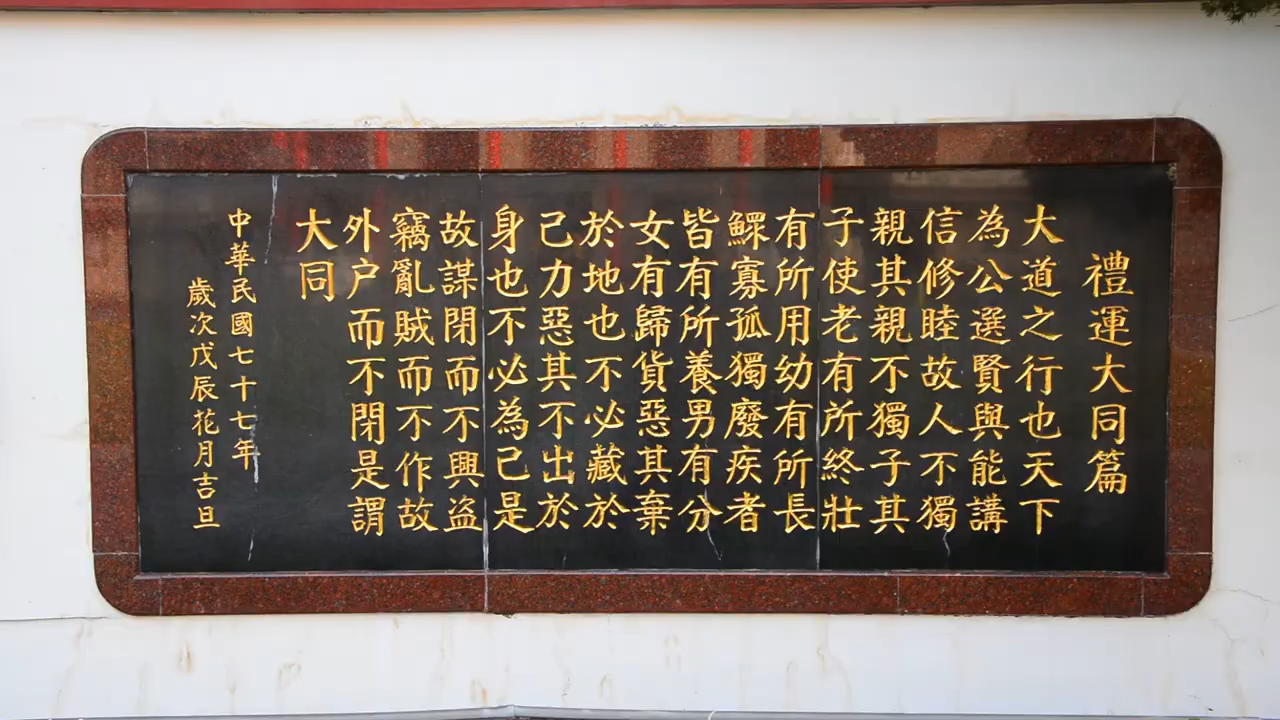 禮運大同篇
大道之行也天下
為公選賢與能講
信修睦故人不獨
親其親不獨子其
子使老有所終壯
有所用幼有所長
鰥寡孤獨廢疾者
皆有所養男有分
女有歸貨惡其棄
於地也不必藏於
己力惡其不出於
身也不必為己是
故謀閉而不興盜
竊亂賊而不作故
外户而不閉是謂
大同
中華民國七十七年
歲次戊辰花月吉旦